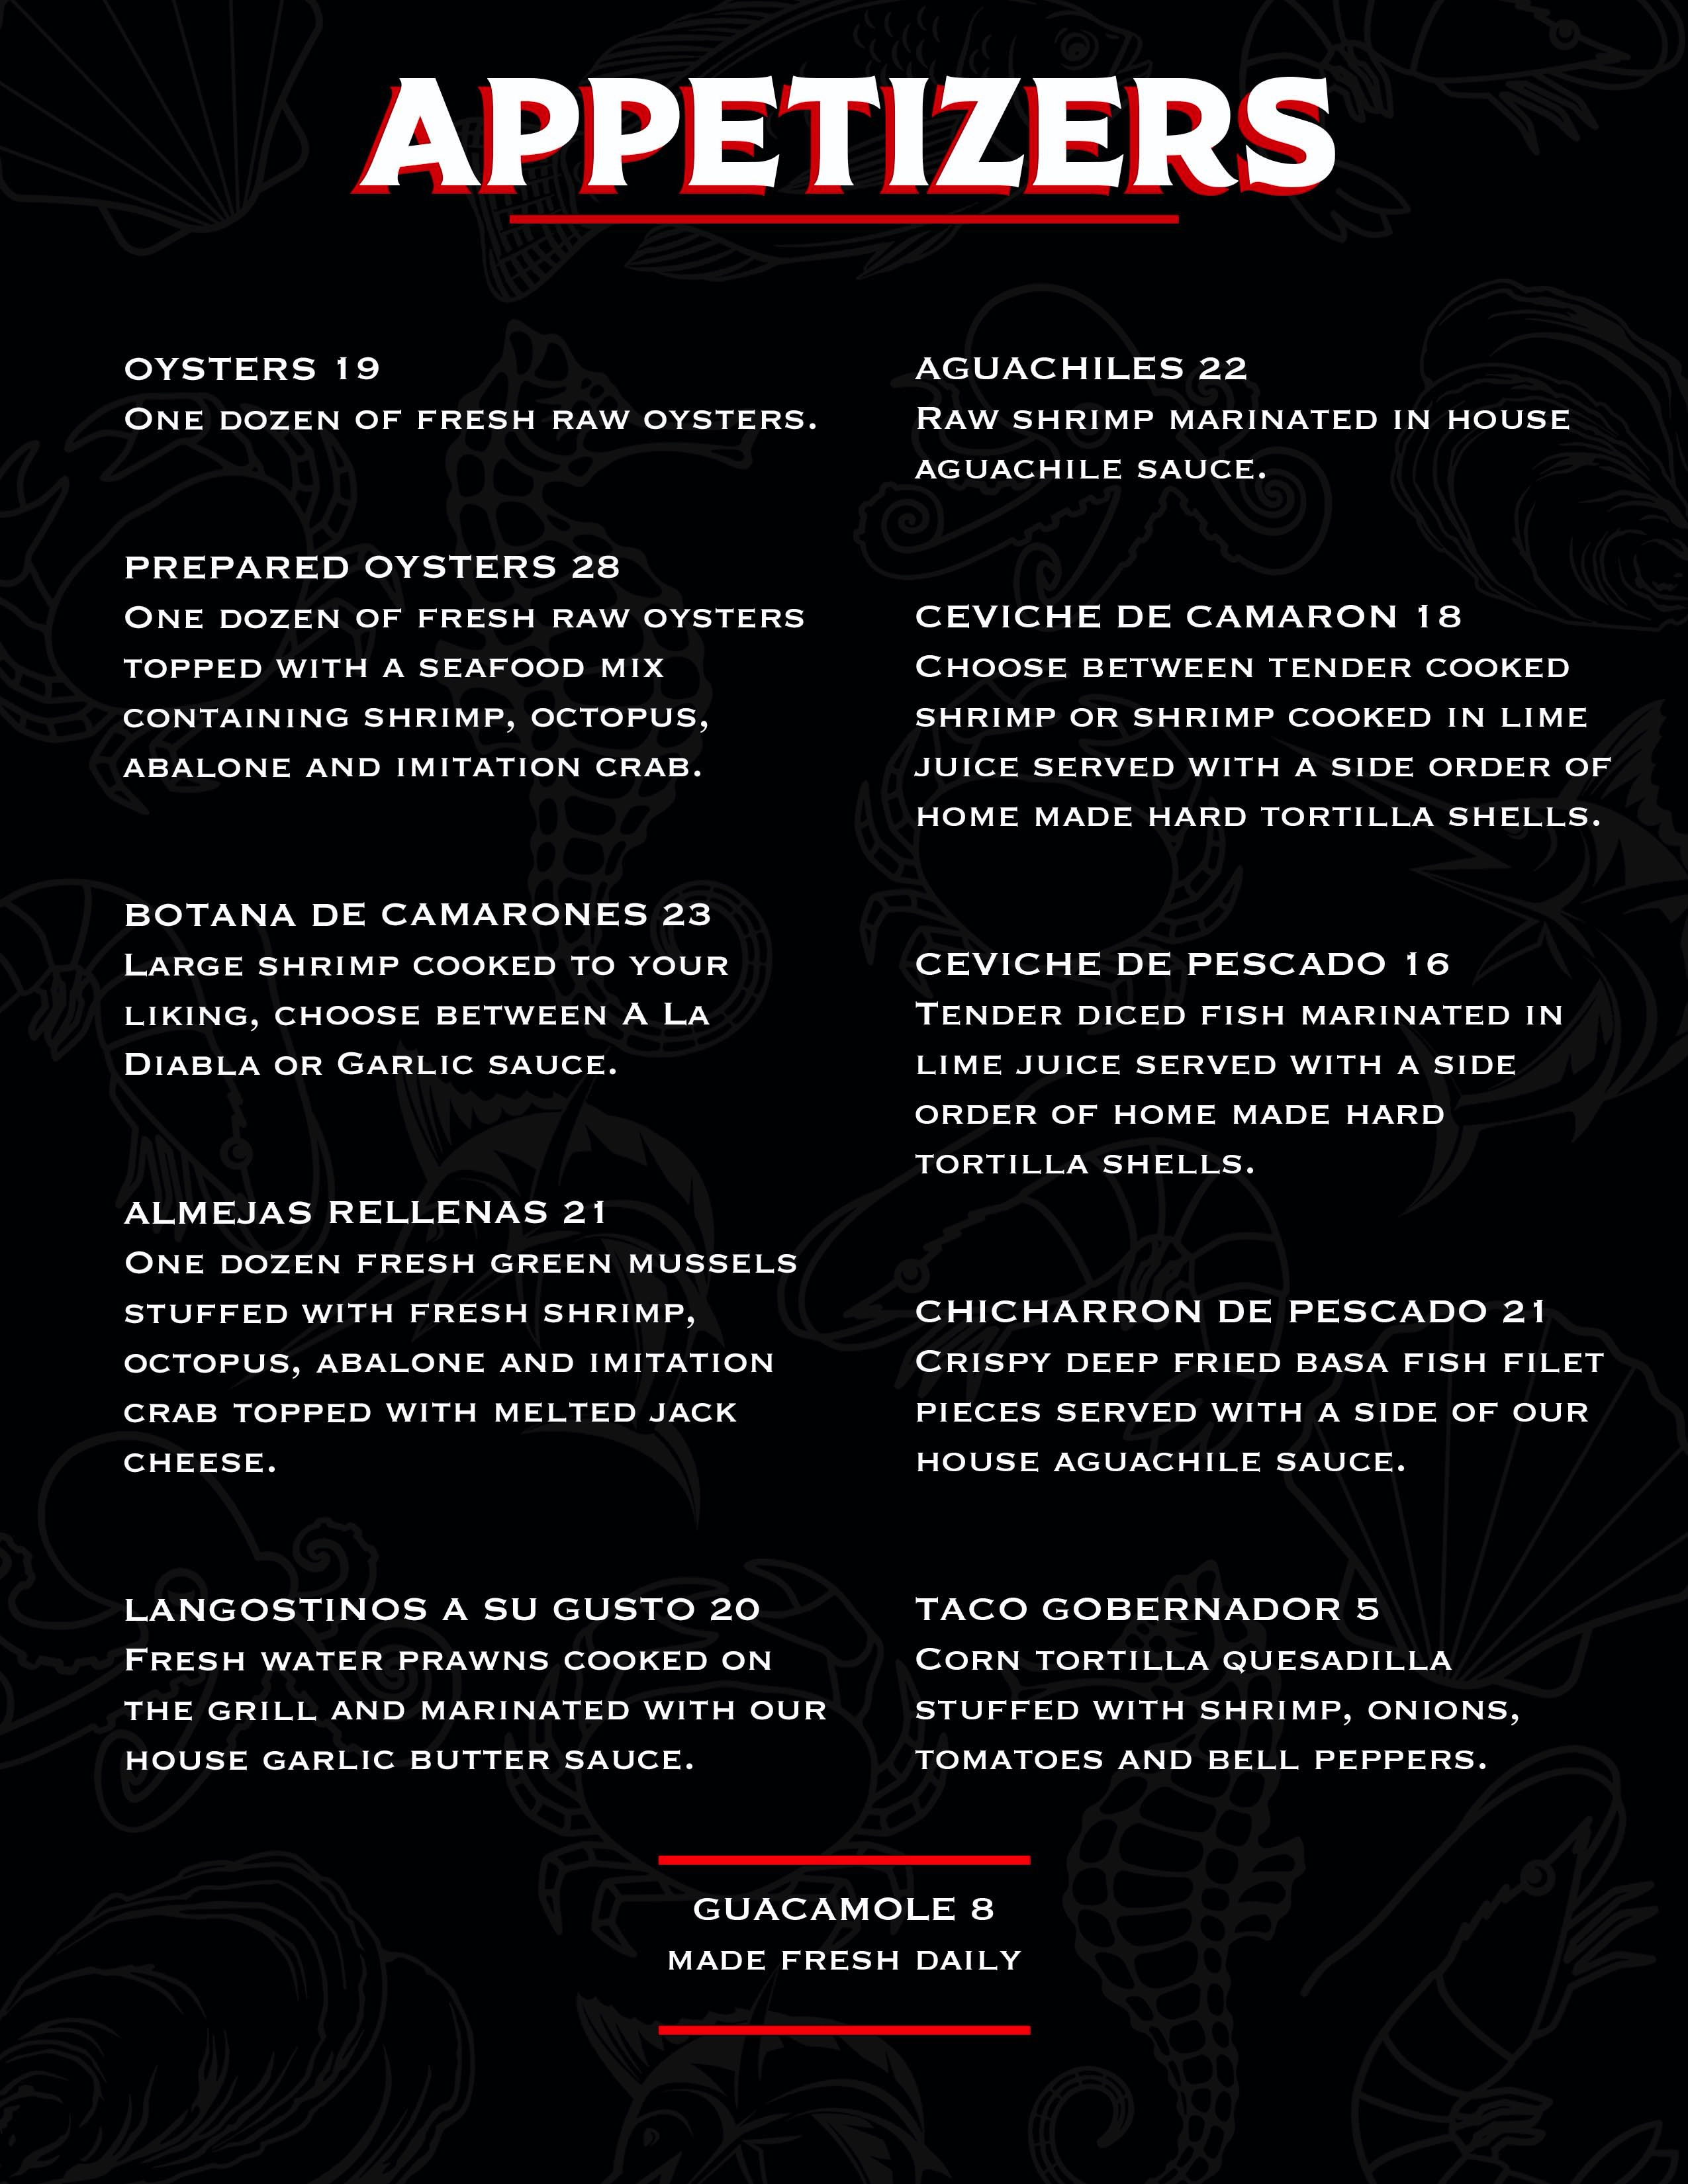 APPETIZERS
OYSTERS 19
ONE DOZEN OF FRESH RAW OYSTERS.
PREPARED OYSTERS 28
ONE DOZEN OF FRESH RAW OYSTERS
TOPPED WITH A SEAFOOD MIX
CONTAINING SHRIMP, OCTOPUS,
ABALONE AND IMITATION CRAB.
BOTANA DE CAMARONES 23
LARGE SHRIMP COOKED TO YOUR
LIKING, CHOOSE BETWEEN A LA
DIABLA OR GARLIC SAUCE.
ALMEJAS RELLENAS 21
ONE DOZEN FRESH GREEN MUSSELS
STUFFED WITH FRESH SHRIMP,
OCTOPUS, ABALONE AND IMITATION
CRAB TOPPED WITH MELTED JACK
CHEESE.
LANGOSTINOS A SU GUSTO 20
FRESH WATER PRAWNS COOKED ON
THE GRILL AND MARINATED WITH OUR
HOUSE GARLIC BUTTER SAUCE.
AGUACHILES 22
RAW SHRIMP MARINATED IN HOUSE
AGUACHILE SAUCE.
CEVICHE DE CAMARON 18
CHOOSE BETWEEN TENDER COOKED
SHRIMP OR SHRIMP COOKED IN LIME
JUICE SERVED WITH A SIDE ORDER OF
HOME MADE HARD TORTILLA SHELLS.
CEVICHE DE PESCADO 16
TENDER DICED FISH MARINATED IN
LIME JUICE SERVED WITH A SIDE
ORDER OF HOME MADE HARD
TORTILLA SHELLS.
CHICHARRON DE PESCADO 21
CRISPY DEEP FRIED BASA FISH FILET
PIECES SERVED WITH A SIDE OF OUR
HOUSE AGUACHILE SAUCE.
TACO GOBERNADOR 5
CORN TORTILLA QUESADILLA
STUFFED WITH SHRIMP, ONIONS,
TOMATOES AND BELL PEPPERS.
GUACAMOLE 8
MADE FRESH DAILY